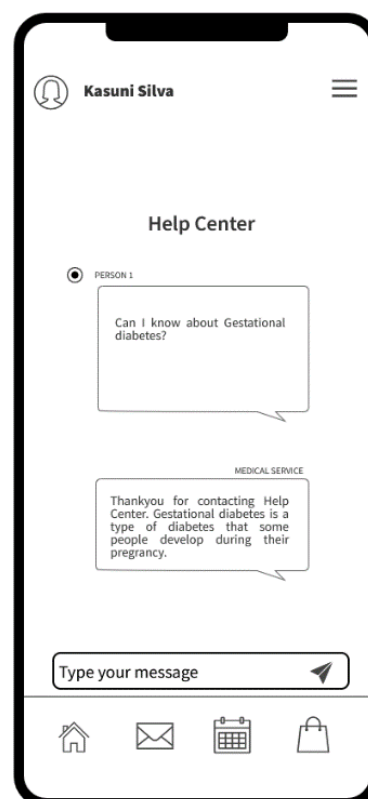 Kasuni Silva
Help Center
PERSON 1
Can I know about Gestational
diabetes?
MEDICAL SERVICE
Thankyou for contacting Help
Center. Gestational diabetes is a
type of diabetes that some
people develop during their
pregrancy.
Type your message